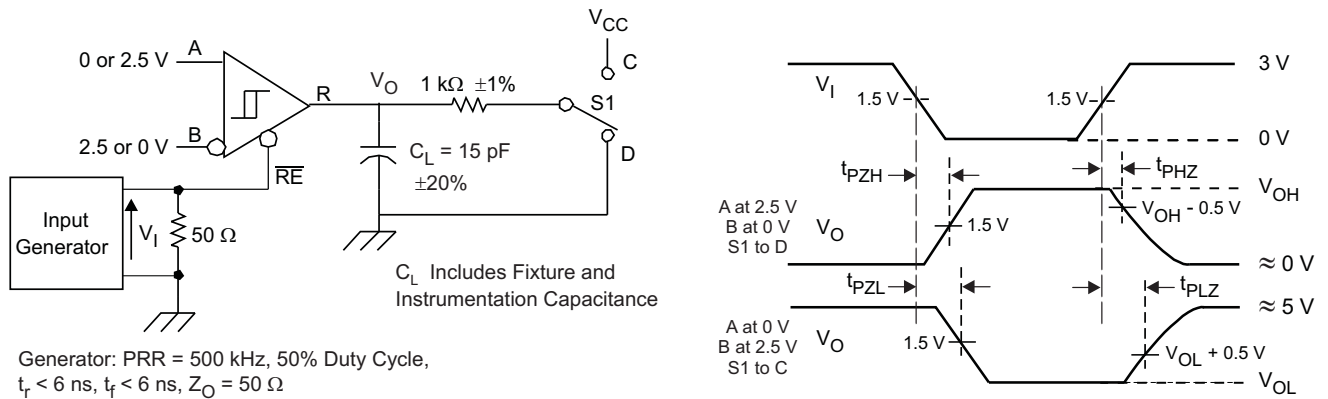 V_CC
C
S1
D
0 or 2.5 V
A
R
V_O
1 kΩ ±1%
2.5 or 0 V
B
RE
C_L = 15 pF
±20%
Input
Generator
V_I
50 Ω
C_L Includes Fixture and
Instrumentation Capacitance
Generator: PRR = 500 kHz, 50% Duty Cycle,
t_r < 6 ns, t_f < 6 ns, Z_O = 50 Ω
V_I
1.5 V
1.5 V
3 V
0 V
t_PZH
t_PHZ
V_OH
A at 2.5 V
B at 0 V
S1 to D
V_O
1.5 V
V_OH - 0.5 V
≈ 0 V
t_PZL
t_PLZ
≈ 5 V
A at 0 V
B at 2.5 V
S1 to C
V_O
1.5 V
V_OL + 0.5 V
V_OL